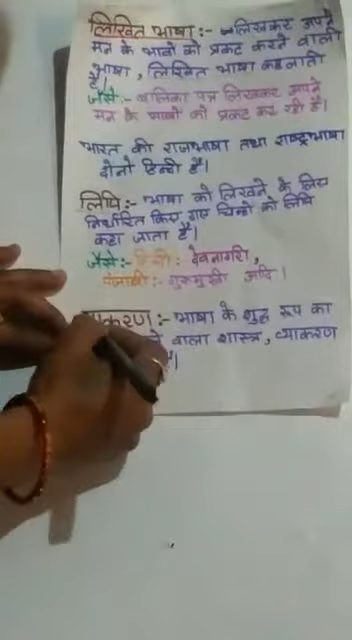 लिखित भाषा :- लिखकर अपने
मन के भावों को प्रकट करने वाली
भाषा, लिखित भाषा कहलाती
है।
जैसे:- बालिका पत्र लिखकर अपने
मन के भावों को प्रकट कर रही है।
भारत की राजभाषा तथा राष्ट्रभाषा
दोनो हिन्दी है।
लिपि:- भाषा को लिखने के लिए
निर्धारित किए गए चिन्हों को लिपि
कहा जाता है।
जैसे:- हिन्दी: देवनागरी,
पंजाबी:- गुरुमुखी आदि।
व्याकरण :- भाषा के शुद्ध रूप का
वाला शास्त्र, व्याकरण
है।